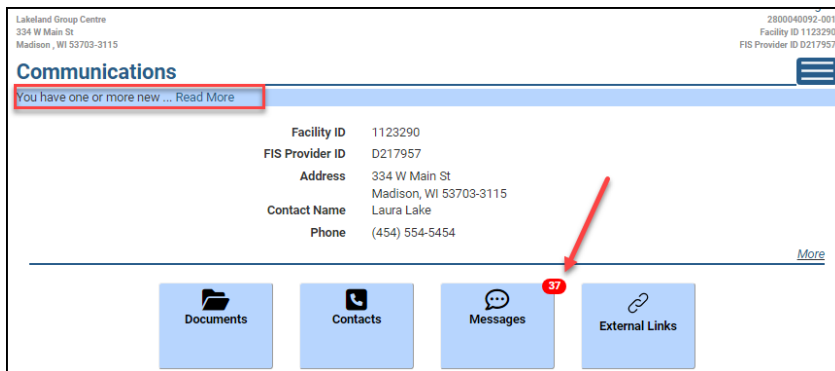 Lakeland Group Centre
334 W Main St
Madison , WI 53703-3115
2800040092-001
Facility ID 1123290
FIS Provider ID D217957
Communications
You have one or more new ... Read More
Facility ID 1123290
FIS Provider ID D217957
Address 334 W Main St
Madison, WI 53703-3115
Contact Name Laura Lake
Phone (454) 554-5454
More
37
Documents
Contacts
Messages
External Links